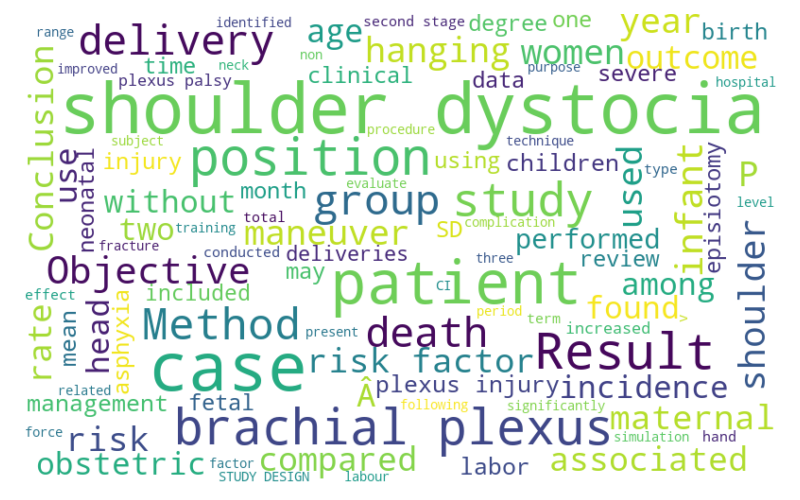 range
identified
second stage
degree
one
year
birth
delivery
age
hanging
women
outcome
improved
time
neck
non
purpose
plexus palsy
clinical
data
severe
hospital
Conclusion
shoulder dystocia
procedure
subject
technique
use
neonatal
injury
position
using
children
used
infant
episiotomy
type
P
evaluate
without
month
group
study
level
two
training
total
maneuver
SD
complication
performed
fracture
conducted
deliveries
three
review
shoulder
Objective
may
patient
CI
among
effect
included
rate
mean
head
asphyxia
Method
present
death
period
term
found
>
increased
case
risk factor
Result
related
management
fetal
Â
plexus injury
incidence
following
significantly
maternal
force
risk
brachial plexus
simulation
hand
obstetric
factor
compared
labor
associated
STUDY DESIGN
labour